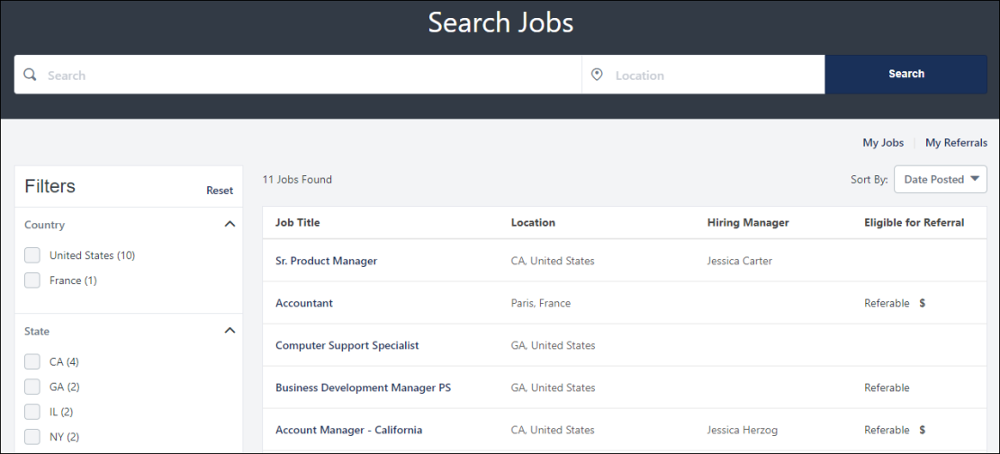 Search Jobs
Search
Location
Search
My Jobs
My Referrals
Filters
Reset
Country
United States (10)
France (1)
State
CA (4)
GA (2)
IL (2)
NY (2)
11 Jobs Found
Sort By: Date Posted
Job Title Location Hiring Manager Eligible for Referral
Sr. Product Manager CA, United States Jessica Carter
Accountant Paris, France Referable $
Computer Support Specialist GA, United States
Business Development Manager PS GA, United States Referable
Account Manager - California CA, United States Jessica Herzog Referable $